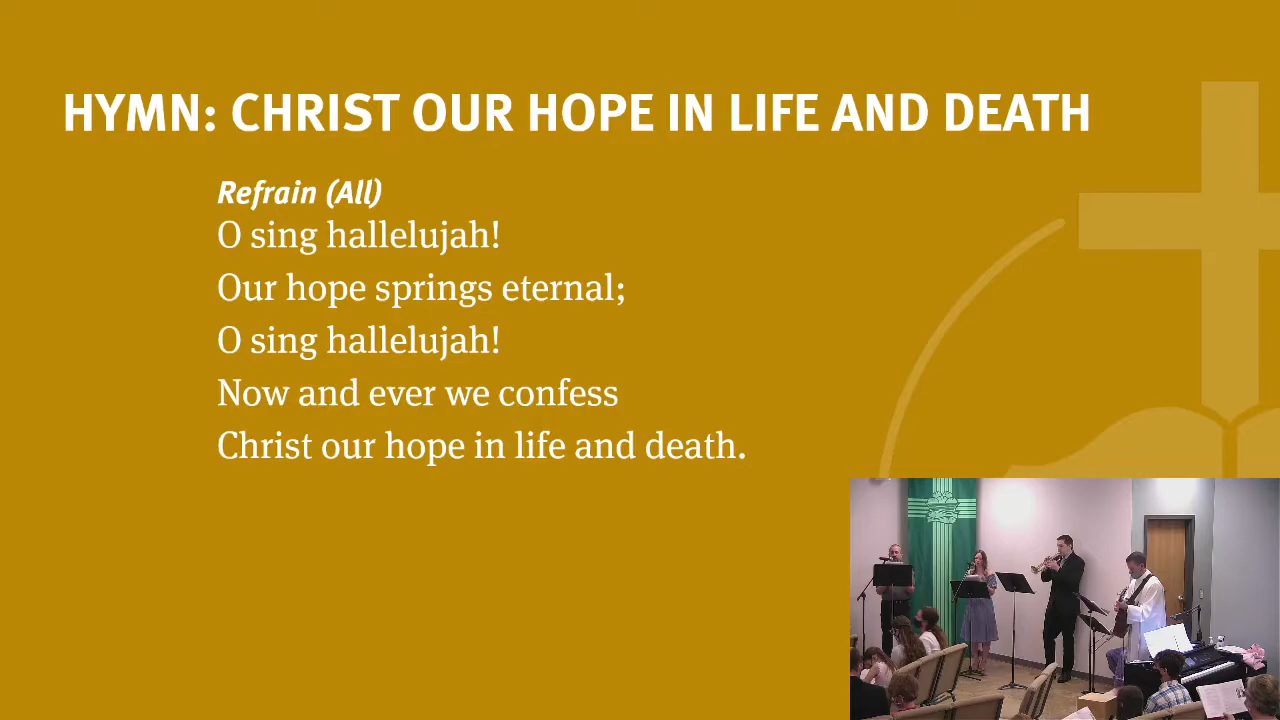 HYMN: CHRIST OUR HOPE IN LIFE AND DEATH
Refrain (All)
O sing hallelujah!
Our hope springs eternal;
O sing hallelujah!
Now and ever we confess
Christ our hope in life and death.